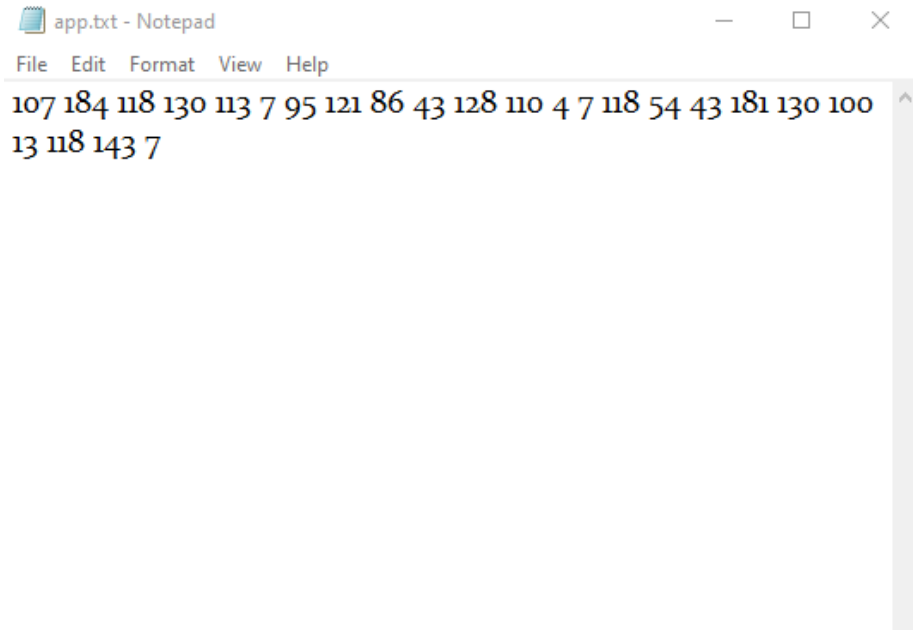 app.txt - Notepad
File Edit Format View Help
107 184 118 130 113 7 95 121 86 43 128 110 4 7 118 54 43 181 130 100
13 118 143 7